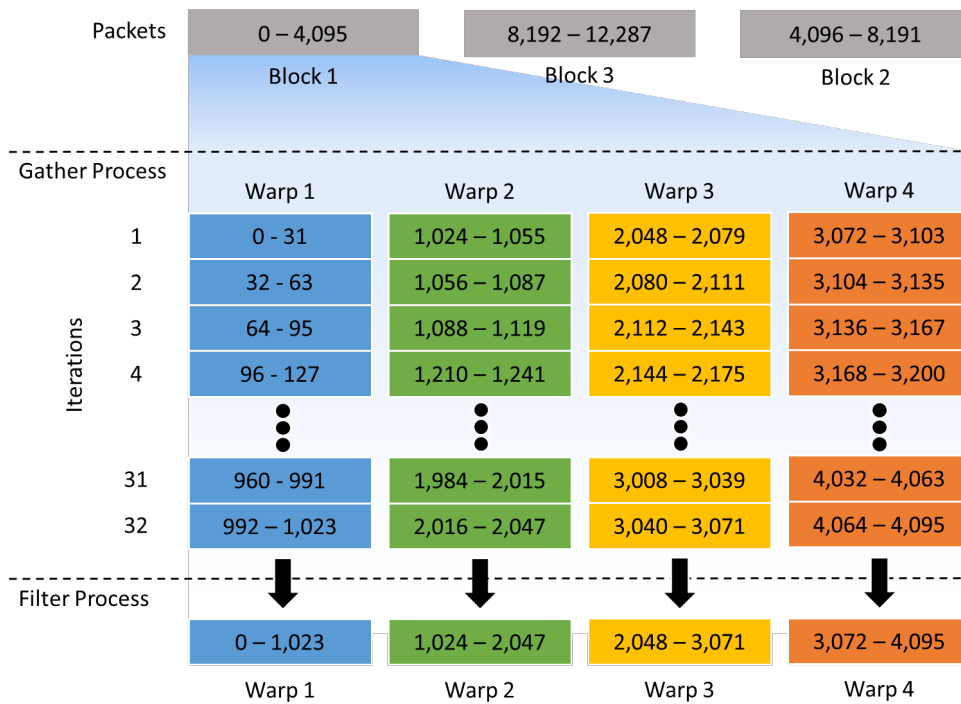 Packets 0 – 4,095 8,192 – 12,287 4,096 – 8,191
Block 1 Block 3 Block 2
Gather Process
Warp 1 Warp 2 Warp 3 Warp 4
1 0 - 31 1,024 – 1,055 2,048 – 2,079 3,072 – 3,103
2 32 - 63 1,056 – 1,087 2,080 – 2,111 3,104 – 3,135
3 64 - 95 1,088 – 1,119 2,112 – 2,143 3,136 – 3,167
4 96 - 127 1,210 – 1,241 2,144 – 2,175 3,168 – 3,200
Iterations
31 960 - 991 1,984 – 2,015 3,008 – 3,039 4,032 – 4,063
32 992 – 1,023 2,016 – 2,047 3,040 – 3,071 4,064 – 4,095
Filter Process
0 – 1,023 1,024 – 2,047 2,048 – 3,071 3,072 – 4,095
Warp 1 Warp 2 Warp 3 Warp 4